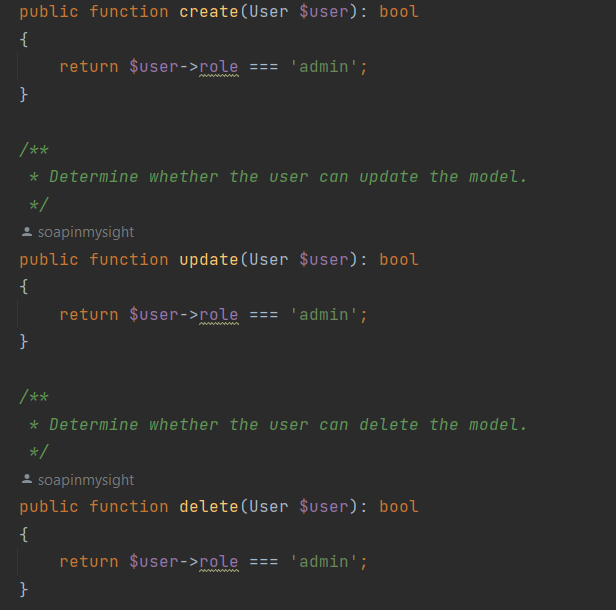 public function create(User $user): bool
{
    return $user->role === 'admin';
}
/**
 * Determine whether the user can update the model.
 */
soapinmysight
public function update(User $user): bool
{
    return $user->role === 'admin';
}
/**
 * Determine whether the user can delete the model.
 */
soapinmysight
public function delete(User $user): bool
{
    return $user->role === 'admin';
}